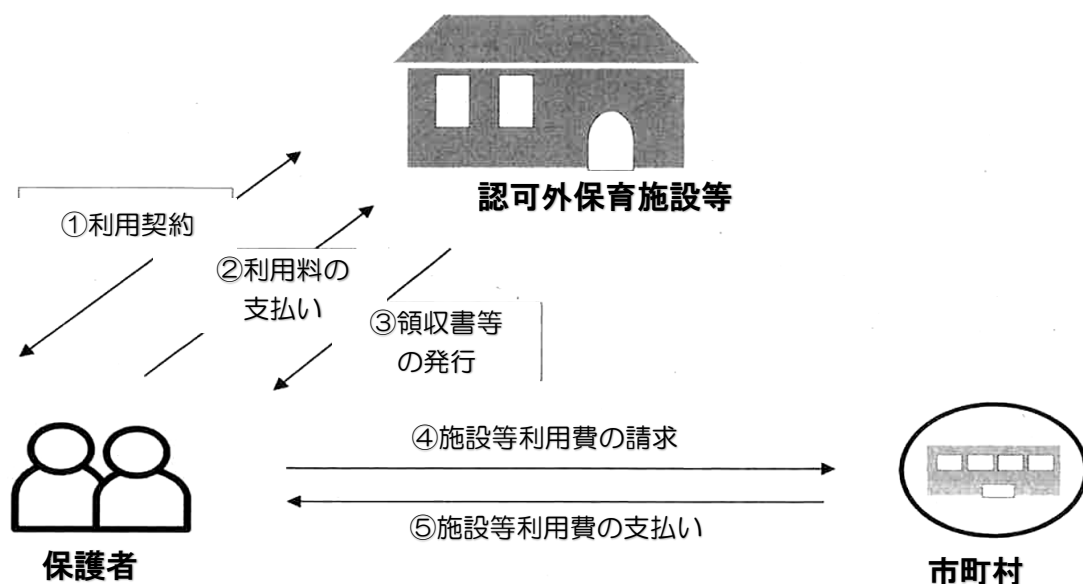 認可外保育施設等
①利用契約
②利用料の
支払い
③領収書等
の発行
④施設等利用費の請求
⑤施設等利用費の支払い
保護者
市町村